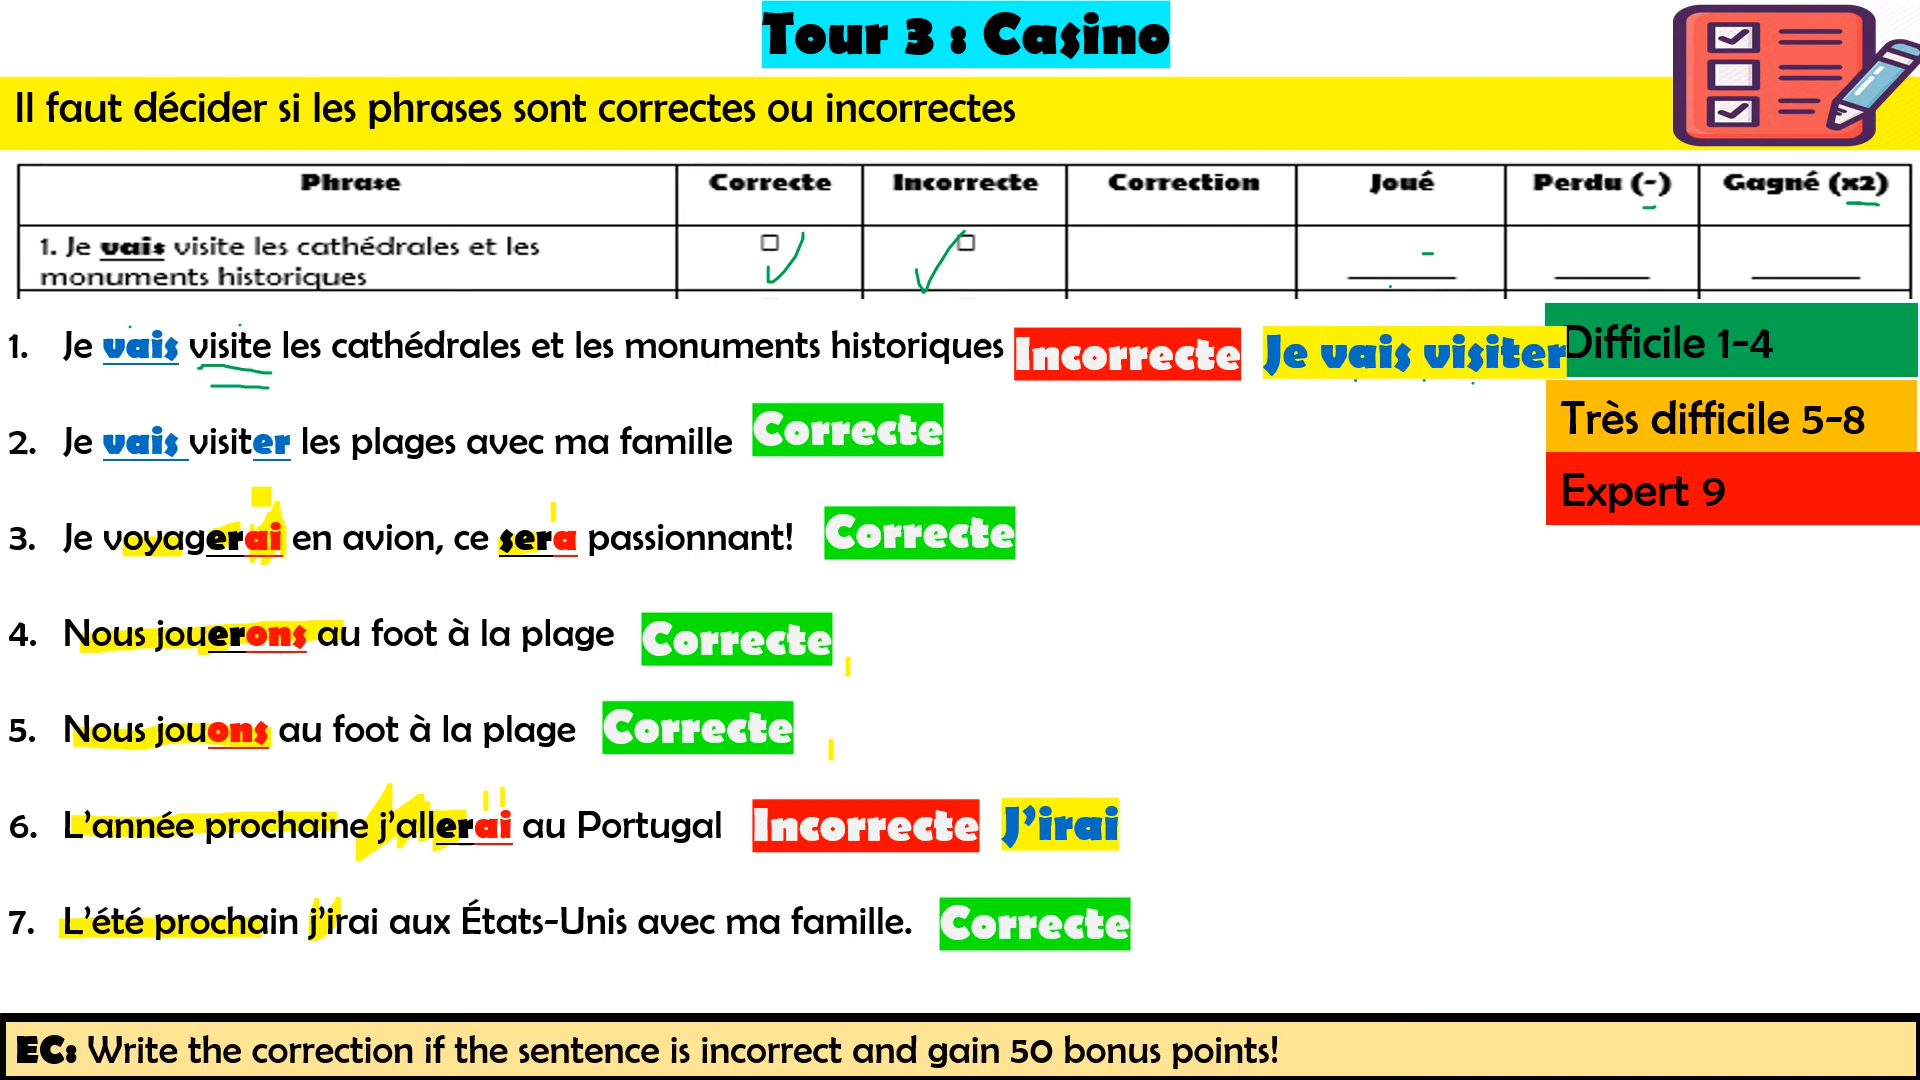 Tour 3 : Casino
Il faut décider si les phrases sont correctes ou incorrectes
Phrase Correcte Incorrecte Correction Joué Perdu (-) Gagné (x2)
1. Je vais visite les cathédrales et les
monuments historiques
1. Je vais visite les cathédrales et les monuments historiques Incorrecte Je vais visiter
Difficile 1-4
2. Je vais visiter les plages avec ma famille Correcte
Très difficile 5-8
Expert 9
3. Je voyagerai en avion, ce sera passionnant! Correcte
4. Nous jouerons au foot à la plage Correcte
5. Nous jouons au foot à la plage Correcte
6. L'année prochaine j'allerai au Portugal Incorrecte J'irai
7. L'été prochain j'irai aux États-Unis avec ma famille. Correcte
EC: Write the correction if the sentence is incorrect and gain 50 bonus points!